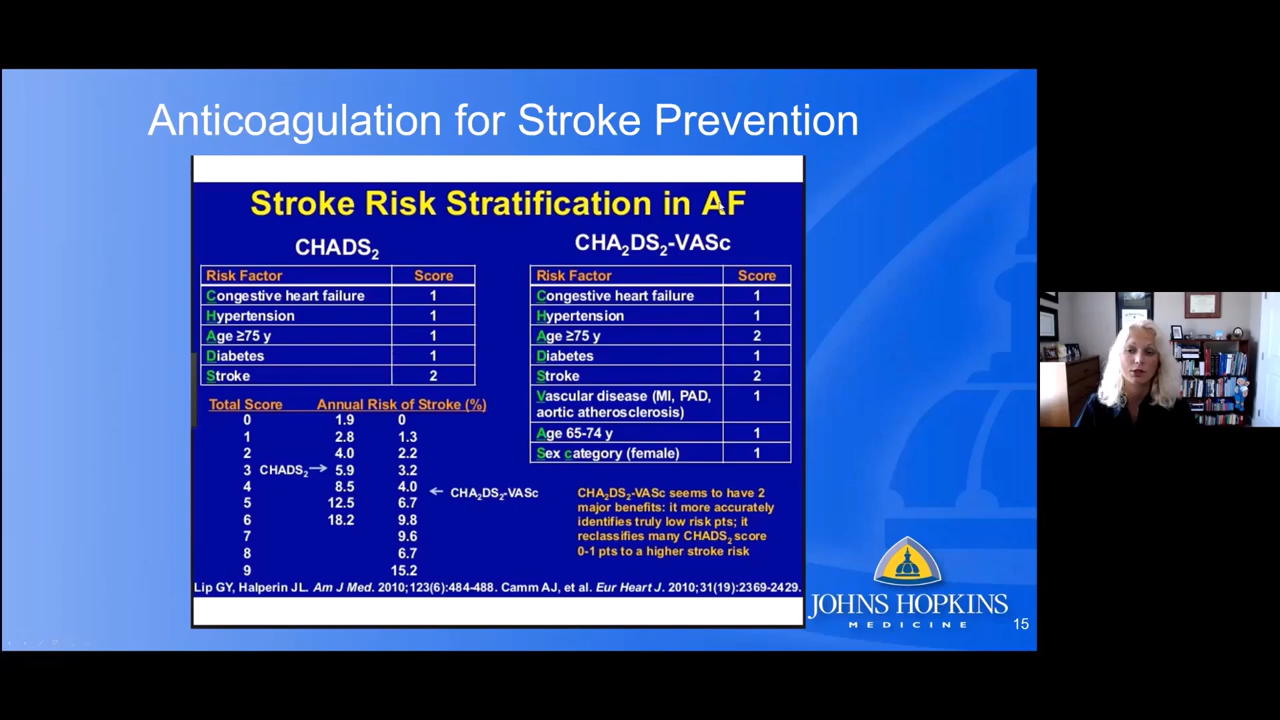 Anticoagulation for Stroke Prevention
Stroke Risk Stratification in AF
CHADS2
Risk Factor Score
Congestive heart failure 1
Hypertension 1
Age ≥75 y 1
Diabetes 1
Stroke 2
Total Score Annual Risk of Stroke (%)
0 1.9 0
1 2.8 1.3
2 4.0 2.2
3 CHADS2→ 5.9 3.2
4 8.5 4.0
← CHA2DS2-VASc
5 12.5 6.7
6 18.2 9.8
7 9.6
8 6.7
9 15.2
CHA2DS2-VASc
Risk Factor Score
Congestive heart failure 1
Hypertension 1
Age ≥75 y 2
Diabetes 1
Stroke 2
Vascular disease (MI, PAD, 1
aortic atherosclerosis)
Age 65-74 y 1
Sex category (female) 1
CHA2DS2-VASc seems to have 2
major benefits: it more accurately
identifies truly low risk pts; it
reclassifies many CHADS2 score
0-1 pts to a higher stroke risk
Lip GY, Halperin JL. Am J Med. 2010;123(6):484-488. Camm AJ, et al. Eur Heart J. 2010;31(19):2369-2429.
JOHNS HOPKINS
MEDICINE
15